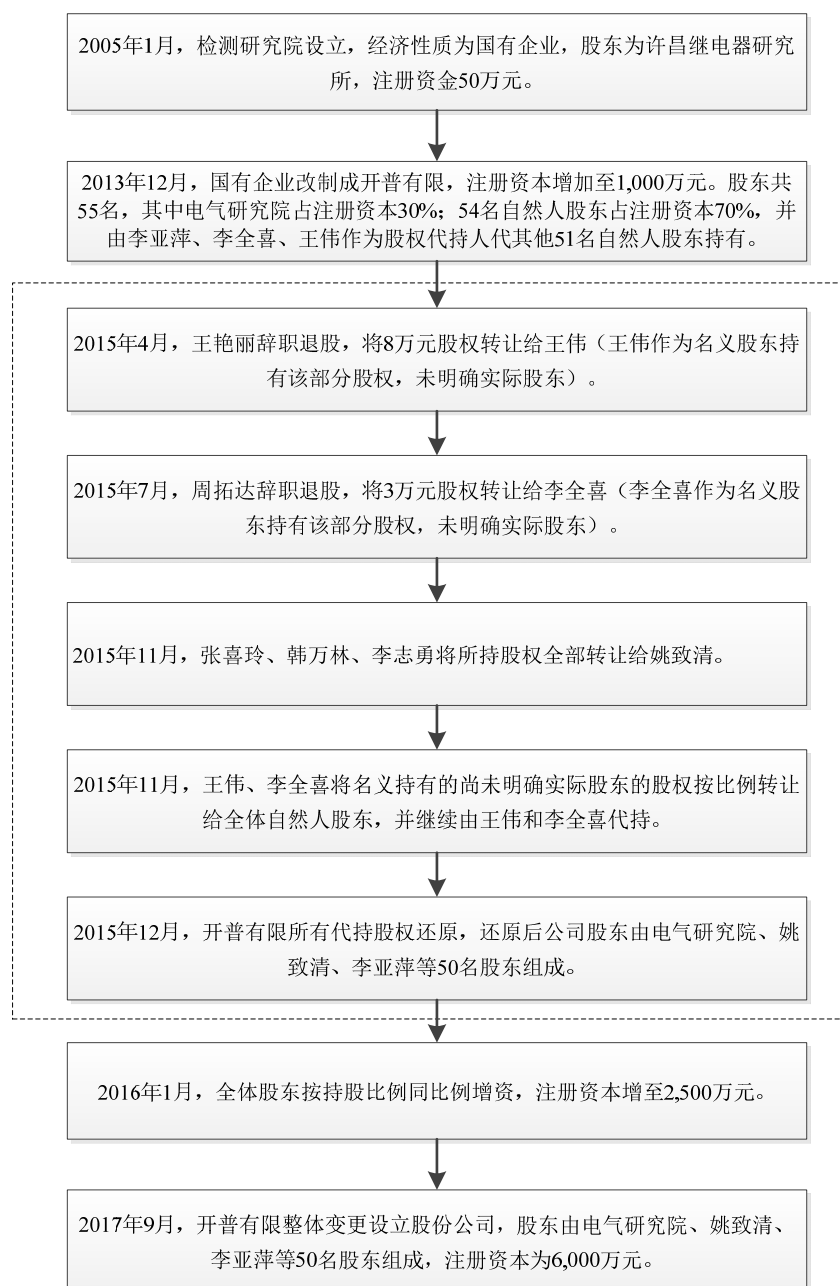 2005年1月，检测研究院设立，经济性质为国有企业，股东为许昌继电器研究
所，注册资金50万元。
2013年12月，国有企业改制成开普有限，注册资本增加至1,000万元。股东共
55名，其中电气研究院占注册资本30%；54名自然人股东占注册资本70%，并
由李亚萍、李全喜、王伟作为股权代持人代其他51名自然人股东持有。
2015年4月，王艳丽辞职退股，将8万元股权转让给王伟（王伟作为名义股东持
有该部分股权，未明确实际股东）。
2015年7月，周拓达辞职退股，将3万元股权转让给李全喜（李全喜作为名义股
东持有该部分股权，未明确实际股东）。
2015年11月，张喜玲、韩万林、李志勇将所持股权全部转让给姚致清。
2015年11月，王伟、李全喜将名义持有的尚未明确实际股东的股权按比例转让
给全体自然人股东，并继续由王伟和李全喜代持。
2015年12月，开普有限所有代持股权还原，还原后公司股东由电气研究院、姚
致清、李亚萍等50名股东组成。
2016年1月，全体股东按持股比例同比例增资，注册资本增至2,500万元。
2017年9月，开普有限整体变更设立股份公司，股东由电气研究院、姚致清、
李亚萍等50名股东组成，注册资本为6,000万元。